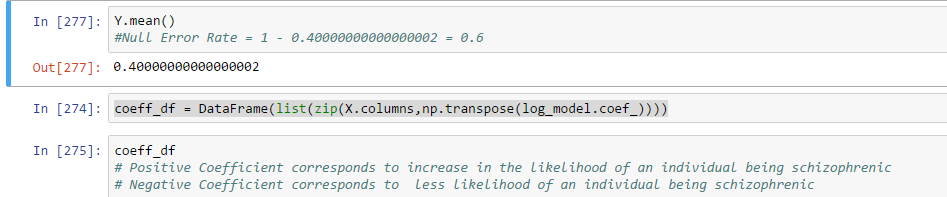 In [277]: Y.mean()
#Null Error Rate = 1 - 0.40000000000000002 = 0.6
Out[277]: 0.40000000000000002
In [274]: coeff_df = DataFrame(list(zip(X.columns,np.transpose(log_model.coef_))))
In [275]: coeff_df
# Positive Coefficient corresponds to increase in the likelihood of an individual being schizophrenic
# Negative Coefficient corresponds to  less likelihood of an individual being schizophrenic